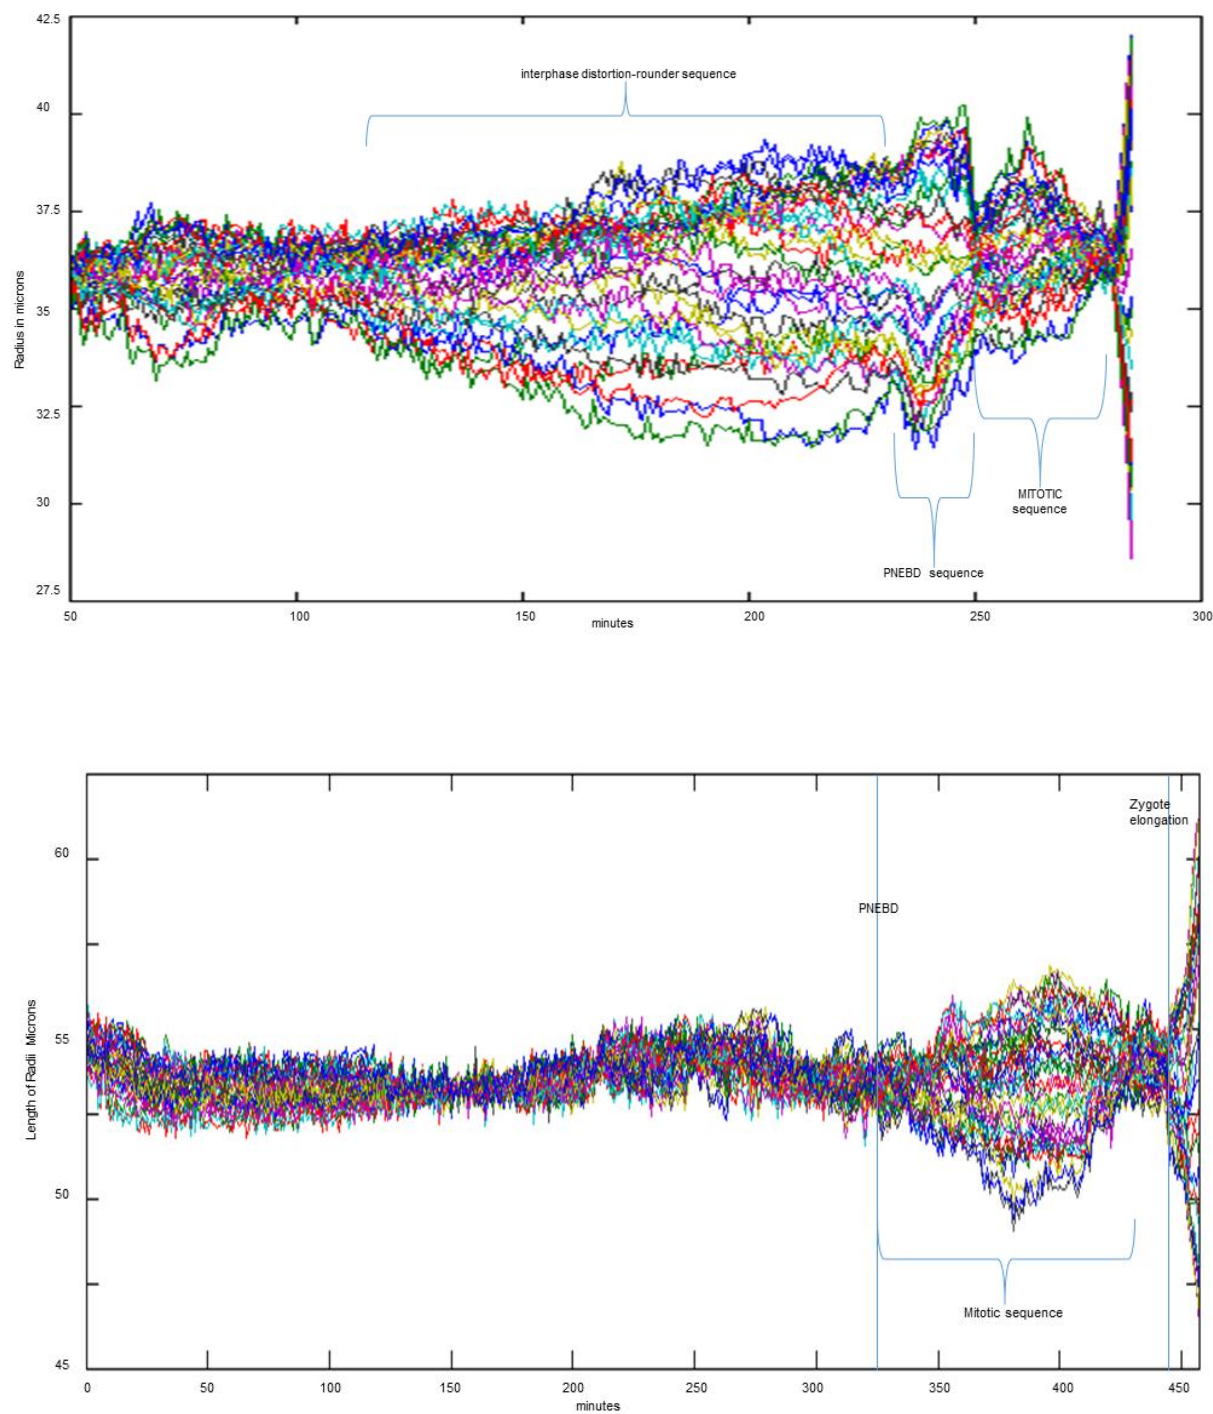 42.5
interphase distortion-rounder sequence
40
37.5
Radius in microns
35
32.5
MITOTIC
sequence
30
PNEBD sequence
27.5
50 100 150 200 250 300
minutes
Zygote
elongation
60
PNEBD
55
Length of Radii Microns
50
Mitotic sequence
45
0 50 100 150 200 250 300 350 400 450
minutes